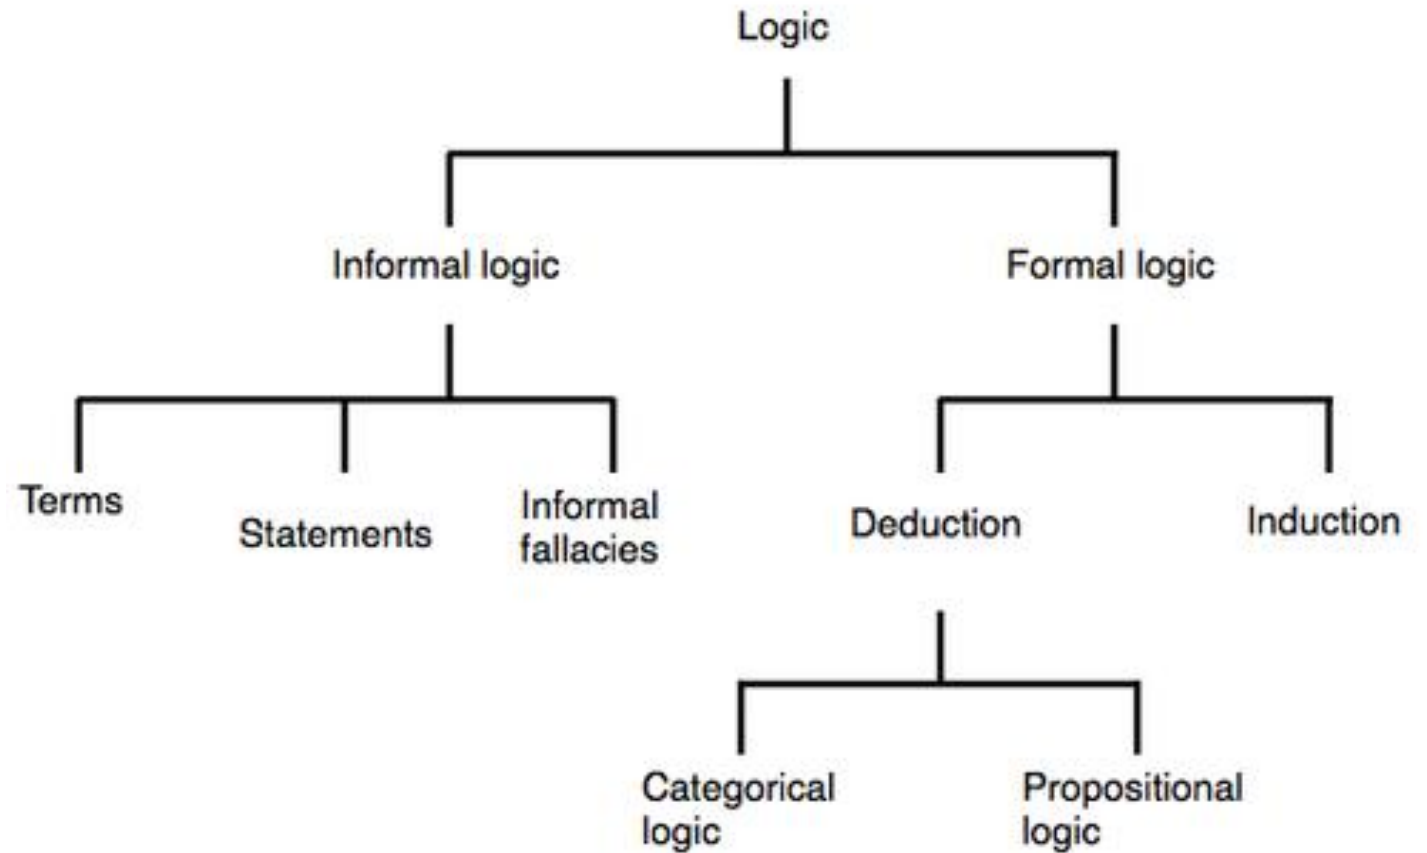 Logic
Informal logic
Formal logic
Terms
Statements
Informal
fallacies
Deduction
Induction
Categorical
logic
Propositional
logic